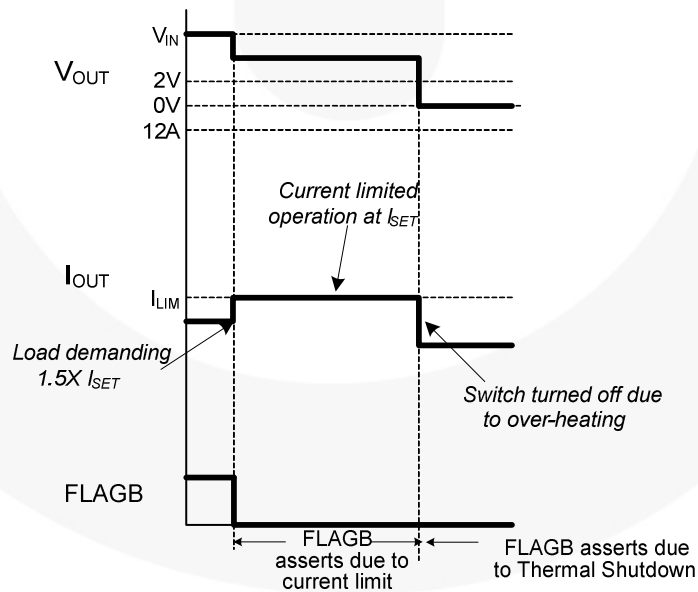 VIN
VOUT
2V
0V
12A
Current limited
operation at ISET
IOUT
ILIM
Load demanding
1.5X ISET
Switch turned off due
to over-heating
FLAGB
FLAGB
asserts due to
current limit
FLAGB asserts due
to Thermal Shutdown